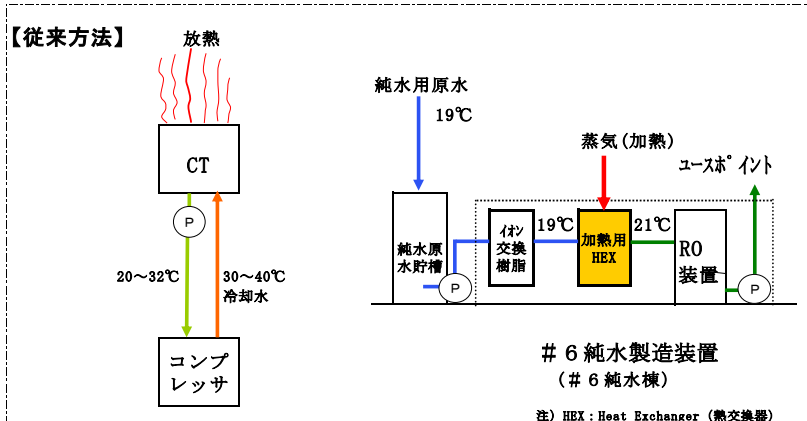 【従来方法】
放熱
CT
P
20～32℃
30～40℃
冷却水
コンプ
レッサ
純水用原水
19℃
蒸気(加熱)
ユースポイント
純水原
水貯槽
P
イオン
交換
樹脂
19℃
加熱用
HEX
21℃
RO
装置
P
＃６純水製造装置
(＃６純水棟)
注) HEX：Heat Exchanger (熱交換器)